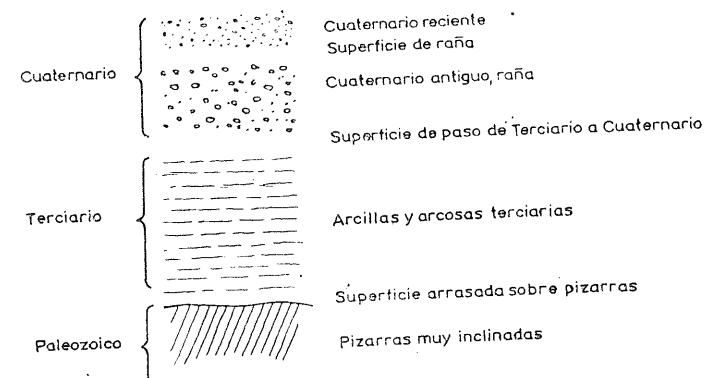 Cuaternario reciente
Superficie de raña
Cuaternario
Cuaternario antiguo, raña
Superficie de paso de Terciario a Cuaternario
Terciario
Arcillas y arcosas terciarias
Superficie arrasada sobre pizarras
Paleozoico
Pizarras muy inclinadas